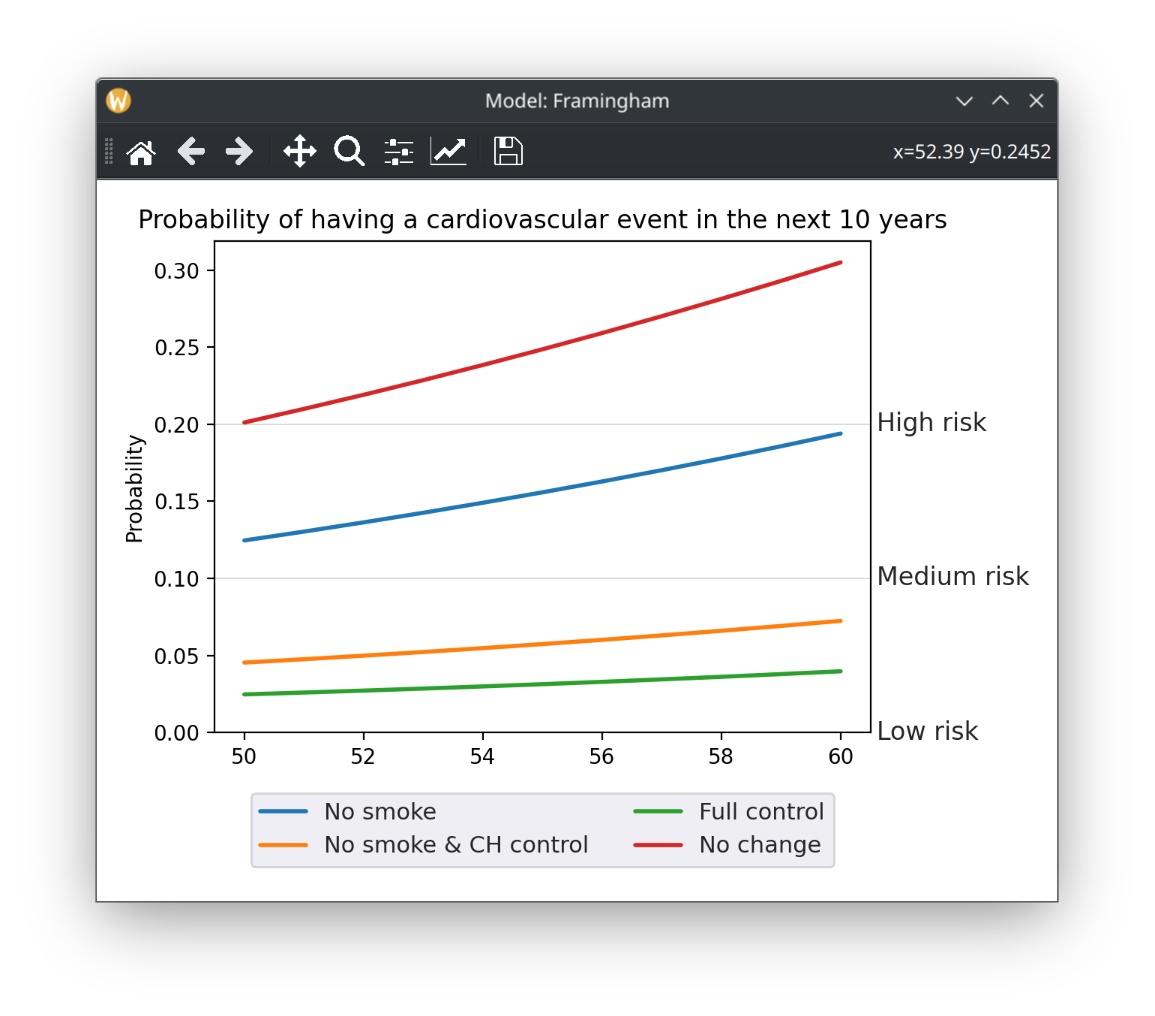 Model: Framingham
x=52.39 y=0.2452
Probability of having a cardiovascular event in the next 10 years
0.30
0.25
0.20
0.15
0.10
0.05
0.00
Probability
High risk
Medium risk
Low risk
50 52 54 56 58 60
No smoke
No smoke & CH control
Full control
No change